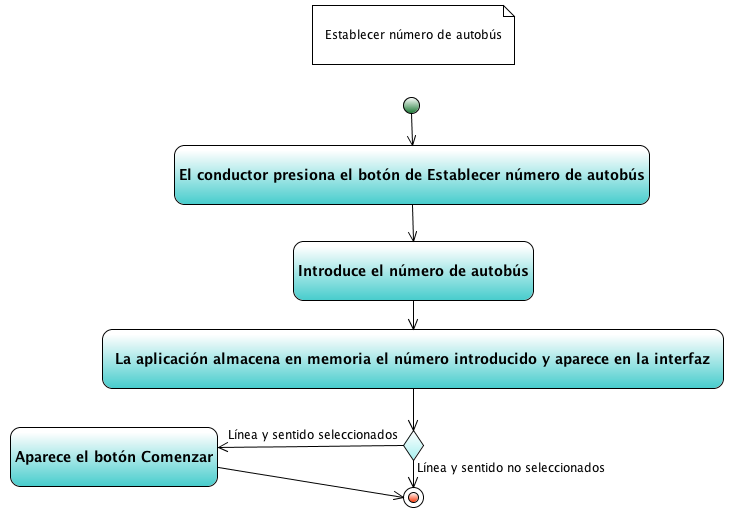 Establecer número de autobús
El conductor presiona el botón de Establecer número de autobús
Introduce el número de autobús
La aplicación almacena en memoria el número introducido y aparece en la interfaz
Línea y sentido seleccionados
Aparece el botón Comenzar
Línea y sentido no seleccionados